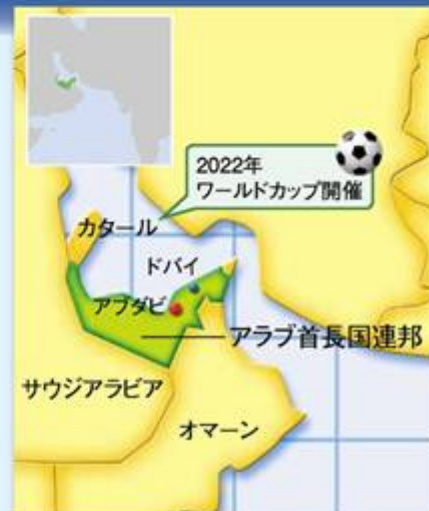 2022年
ワールドカップ開催
カタール
ドバイ
アブダビ
アラブ首長国連邦
サウジアラビア
オマーン